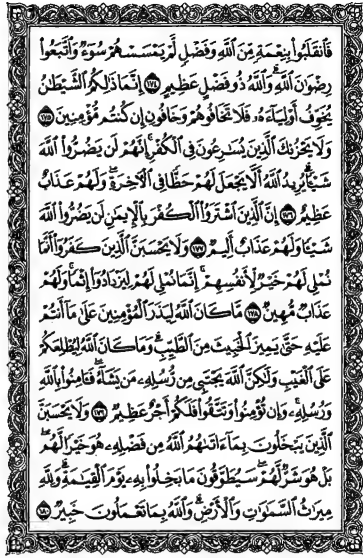 فَٱنقَلَبُوا۟ بِنِعْمَةٍ مِّنَ ٱللَّهِ وَفَضْلٍ لَّمْ يَمْسَسْهُمْ سُوٓءٌ وَٱتَّبَعُوا۟
رِضْوَٰنَ ٱللَّهِ ۗ وَٱللَّهُ ذُو فَضْلٍ عَظِيمٍ ١٧٤ إِنَّمَا ذَٰلِكُمُ ٱلشَّيْطَٰنُ
يُخَوِّفُ أَوْلِيَآءَهُۥ فَلَا تَخَافُوهُمْ وَخَافُونِ إِن كُنتُم مُّؤْمِنِينَ ١٧٥
وَلَا يَحْزُنكَ ٱلَّذِينَ يُسَٰرِعُونَ فِى ٱلْكُفْرِ ۚ إِنَّهُمْ لَن يَضُرُّوا۟ ٱللَّهَ
شَيْـًٔا ۗ يُرِيدُ ٱللَّهُ أَلَّا يَجْعَلَ لَهُمْ حَظًّا فِى ٱلْـَٔاخِرَةِ ۖ وَلَهُمْ عَذَابٌ
عَظِيمٌ ١٧٦ إِنَّ ٱلَّذِينَ ٱشْتَرَوُا۟ ٱلْكُفْرَ بِٱلْإِيمَٰنِ لَن يَضُرُّوا۟ ٱللَّهَ
شَيْـًٔا وَلَهُمْ عَذَابٌ أَلِيمٌ ١٧٧ وَلَا يَحْسَبَنَّ ٱلَّذِينَ كَفَرُوٓا۟ أَنَّمَا
نُمْلِى لَهُمْ خَيْرٌ لِّأَنفُسِهِمْ ۚ إِنَّمَا نُمْلِى لَهُمْ لِيَزْدَادُوٓا۟ إِثْمًا ۚ وَلَهُمْ
عَذَابٌ مُّهِينٌ ١٧٨ مَّا كَانَ ٱللَّهُ لِيَذَرَ ٱلْمُؤْمِنِينَ عَلَىٰ مَآ أَنتُمْ
عَلَيْهِ حَتَّىٰ يَمِيزَ ٱلْخَبِيثَ مِنَ ٱلطَّيِّبِ ۗ وَمَا كَانَ ٱللَّهُ لِيُطْلِعَكُمْ
عَلَى ٱلْغَيْبِ وَلَٰكِنَّ ٱللَّهَ يَجْتَبِى مِن رُّسُلِهِۦ مَن يَشَآءُ ۖ فَـَٔامِنُوا۟ بِٱللَّهِ
وَرُسُلِهِۦ ۚ وَإِن تُؤْمِنُوا۟ وَتَتَّقُوا۟ فَلَكُمْ أَجْرٌ عَظِيمٌ ١٧٩ وَلَا يَحْسَبَنَّ
ٱلَّذِينَ يَبْخَلُونَ بِمَآ ءَاتَىٰهُمُ ٱللَّهُ مِن فَضْلِهِۦ هُوَ خَيْرًا لَّهُم ۖ
بَلْ هُوَ شَرٌّ لَّهُمْ ۖ سَيُطَوَّقُونَ مَا بَخِلُوا۟ بِهِۦ يَوْمَ ٱلْقِيَٰمَةِ ۗ وَلِلَّهِ
مِيرَٰثُ ٱلسَّمَٰوَٰتِ وَٱلْأَرْضِ ۗ وَٱللَّهُ بِمَا تَعْمَلُونَ خَبِيرٌ ١٨٠